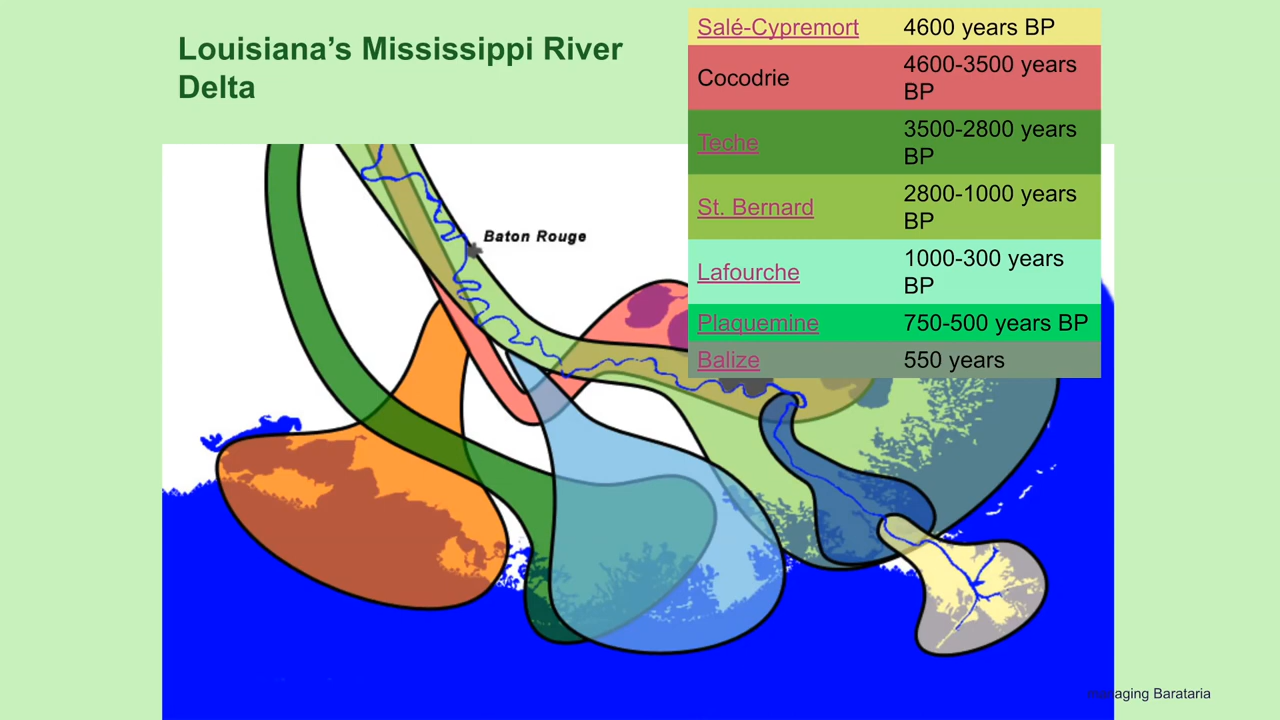 Louisiana’s Mississippi River
Delta
Salé-Cypremort 4600 years BP
Cocodrie 4600-3500 years
BP
Teche 3500-2800 years
BP
St. Bernard 2800-1000 years
BP
Lafourche 1000-300 years
BP
Plaquemine 750-500 years BP
Balize 550 years
Baton Rouge
managing Barataria